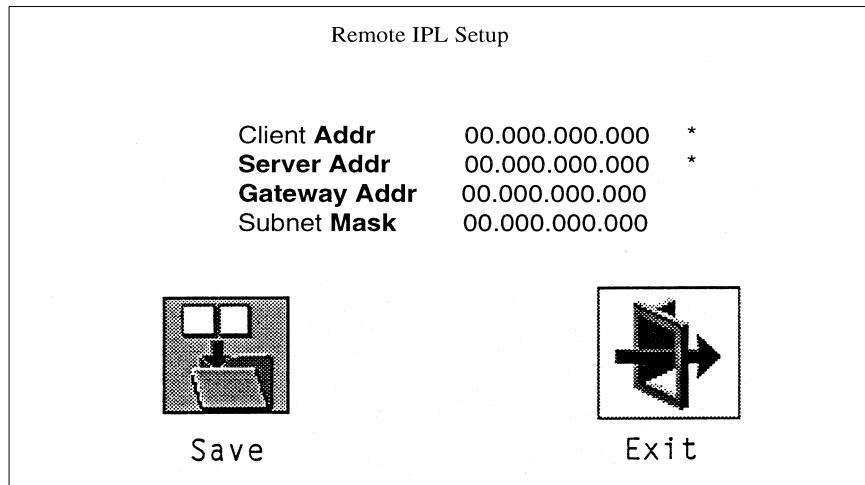 Remote IPL Setup
Client Addr 00.000.000.000 *
Server Addr 00.000.000.000 *
Gateway Addr 00.000.000.000
Subnet Mask 00.000.000.000
Save
Exit